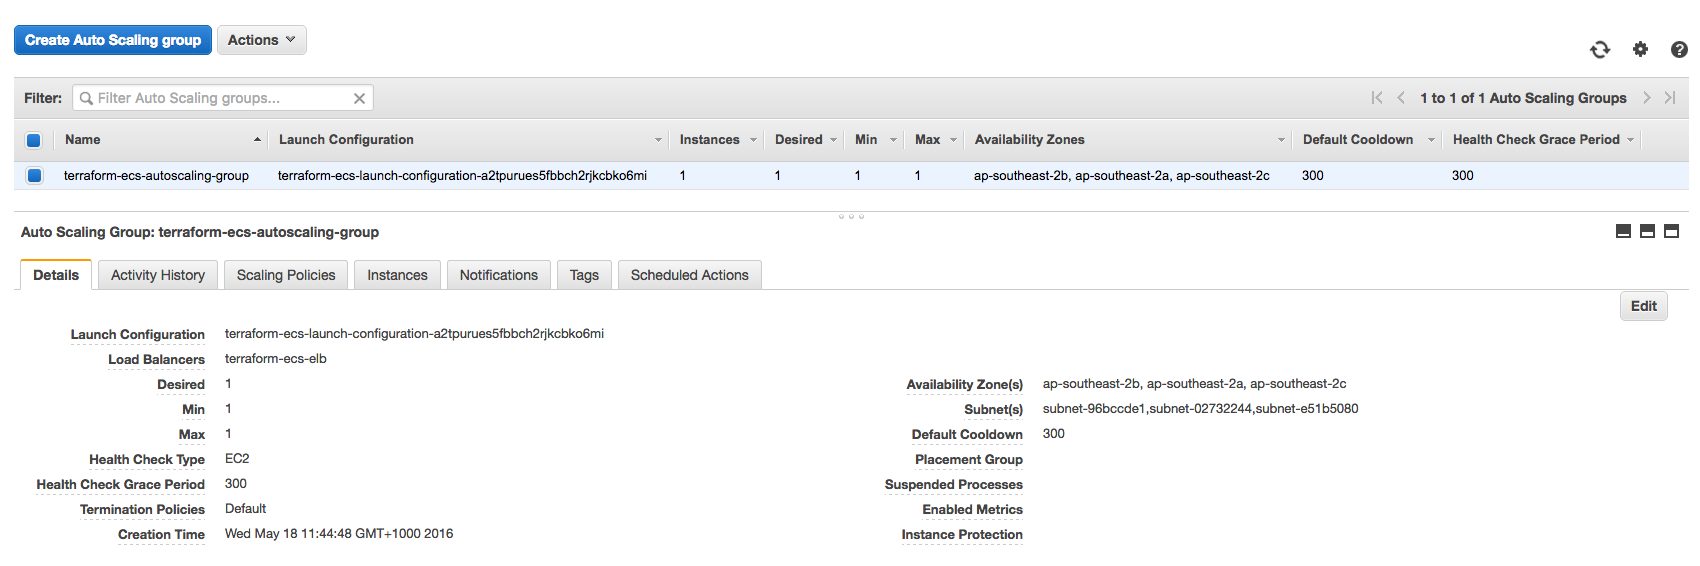 Create Auto Scaling group Actions
Filter: Filter Auto Scaling groups... 1 to 1 of 1 Auto Scaling Groups
Name Launch Configuration Instances Desired Min Max Availability Zones Default Cooldown Health Check Grace Period
terraform-ecs-autoscaling-group terraform-ecs-launch-configuration-a2tpurues5fbbch2rjkcbko6mi 1 1 1 1 ap-southeast-2b, ap-southeast-2a, ap-southeast-2c 300 300
Auto Scaling Group: terraform-ecs-autoscaling-group
Details Activity History Scaling Policies Instances Notifications Tags Scheduled Actions
Edit
Launch Configuration terraform-ecs-launch-configuration-a2tpurues5fbbch2rjkcbko6mi
Load Balancers terraform-ecs-elb
Desired 1 Availability Zone(s) ap-southeast-2b, ap-southeast-2a, ap-southeast-2c
Min 1 Subnet(s) subnet-96bccde1,subnet-02732244,subnet-e51b5080
Max 1 Default Cooldown 300
Health Check Type EC2 Placement Group
Health Check Grace Period 300 Suspended Processes
Termination Policies Default Enabled Metrics
Creation Time Wed May 18 11:44:48 GMT+1000 2016 Instance Protection